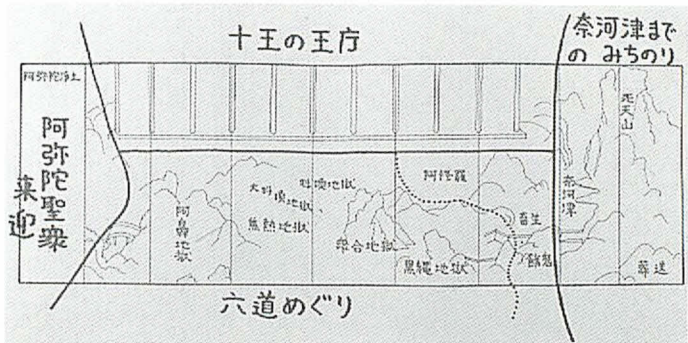 奈河津まで
の みちのり
十王の王庁
死天山
奈河津
葬送
阿修羅
畜生
餓鬼
黒縄地獄
衆合地獄
叫喚地獄
大叫喚地獄
焦熱地獄
阿鼻地獄
阿弥陀浄土
阿弥陀聖衆
来迎
六道めぐり